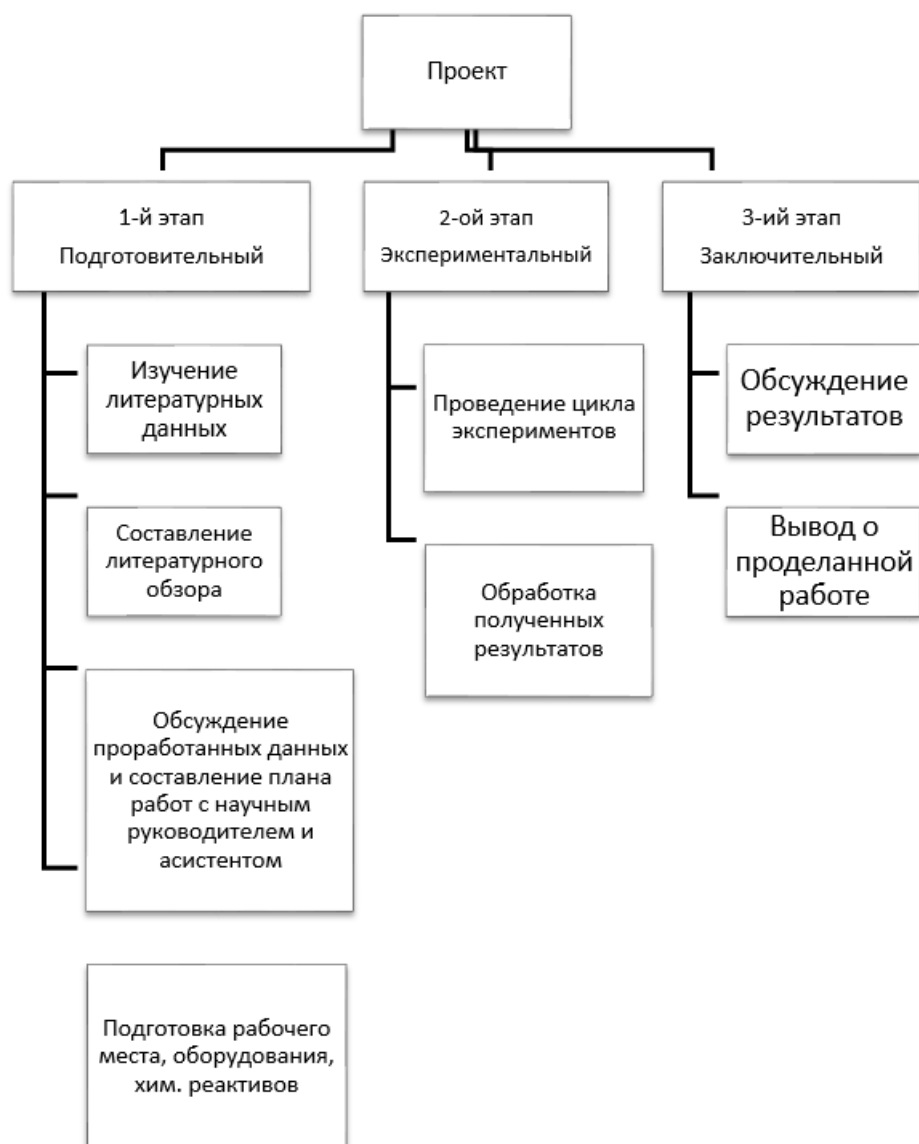 Проект
1-й этап
Подготовительный
Изучение
литературных
данных
Составление
литературного
обзора
Обсуждение
проработанных данных
и составление плана
работ с научным
руководителем и
асистентом
Подготовка рабочего
места, оборудования,
хим. реактивов
2-ой этап
Экспериментальный
Проведение цикла
экспериментов
Обработка
полученных
результатов
3-ий этап
Заключительный
Обсуждение
результатов
Вывод о
проделанной
работе